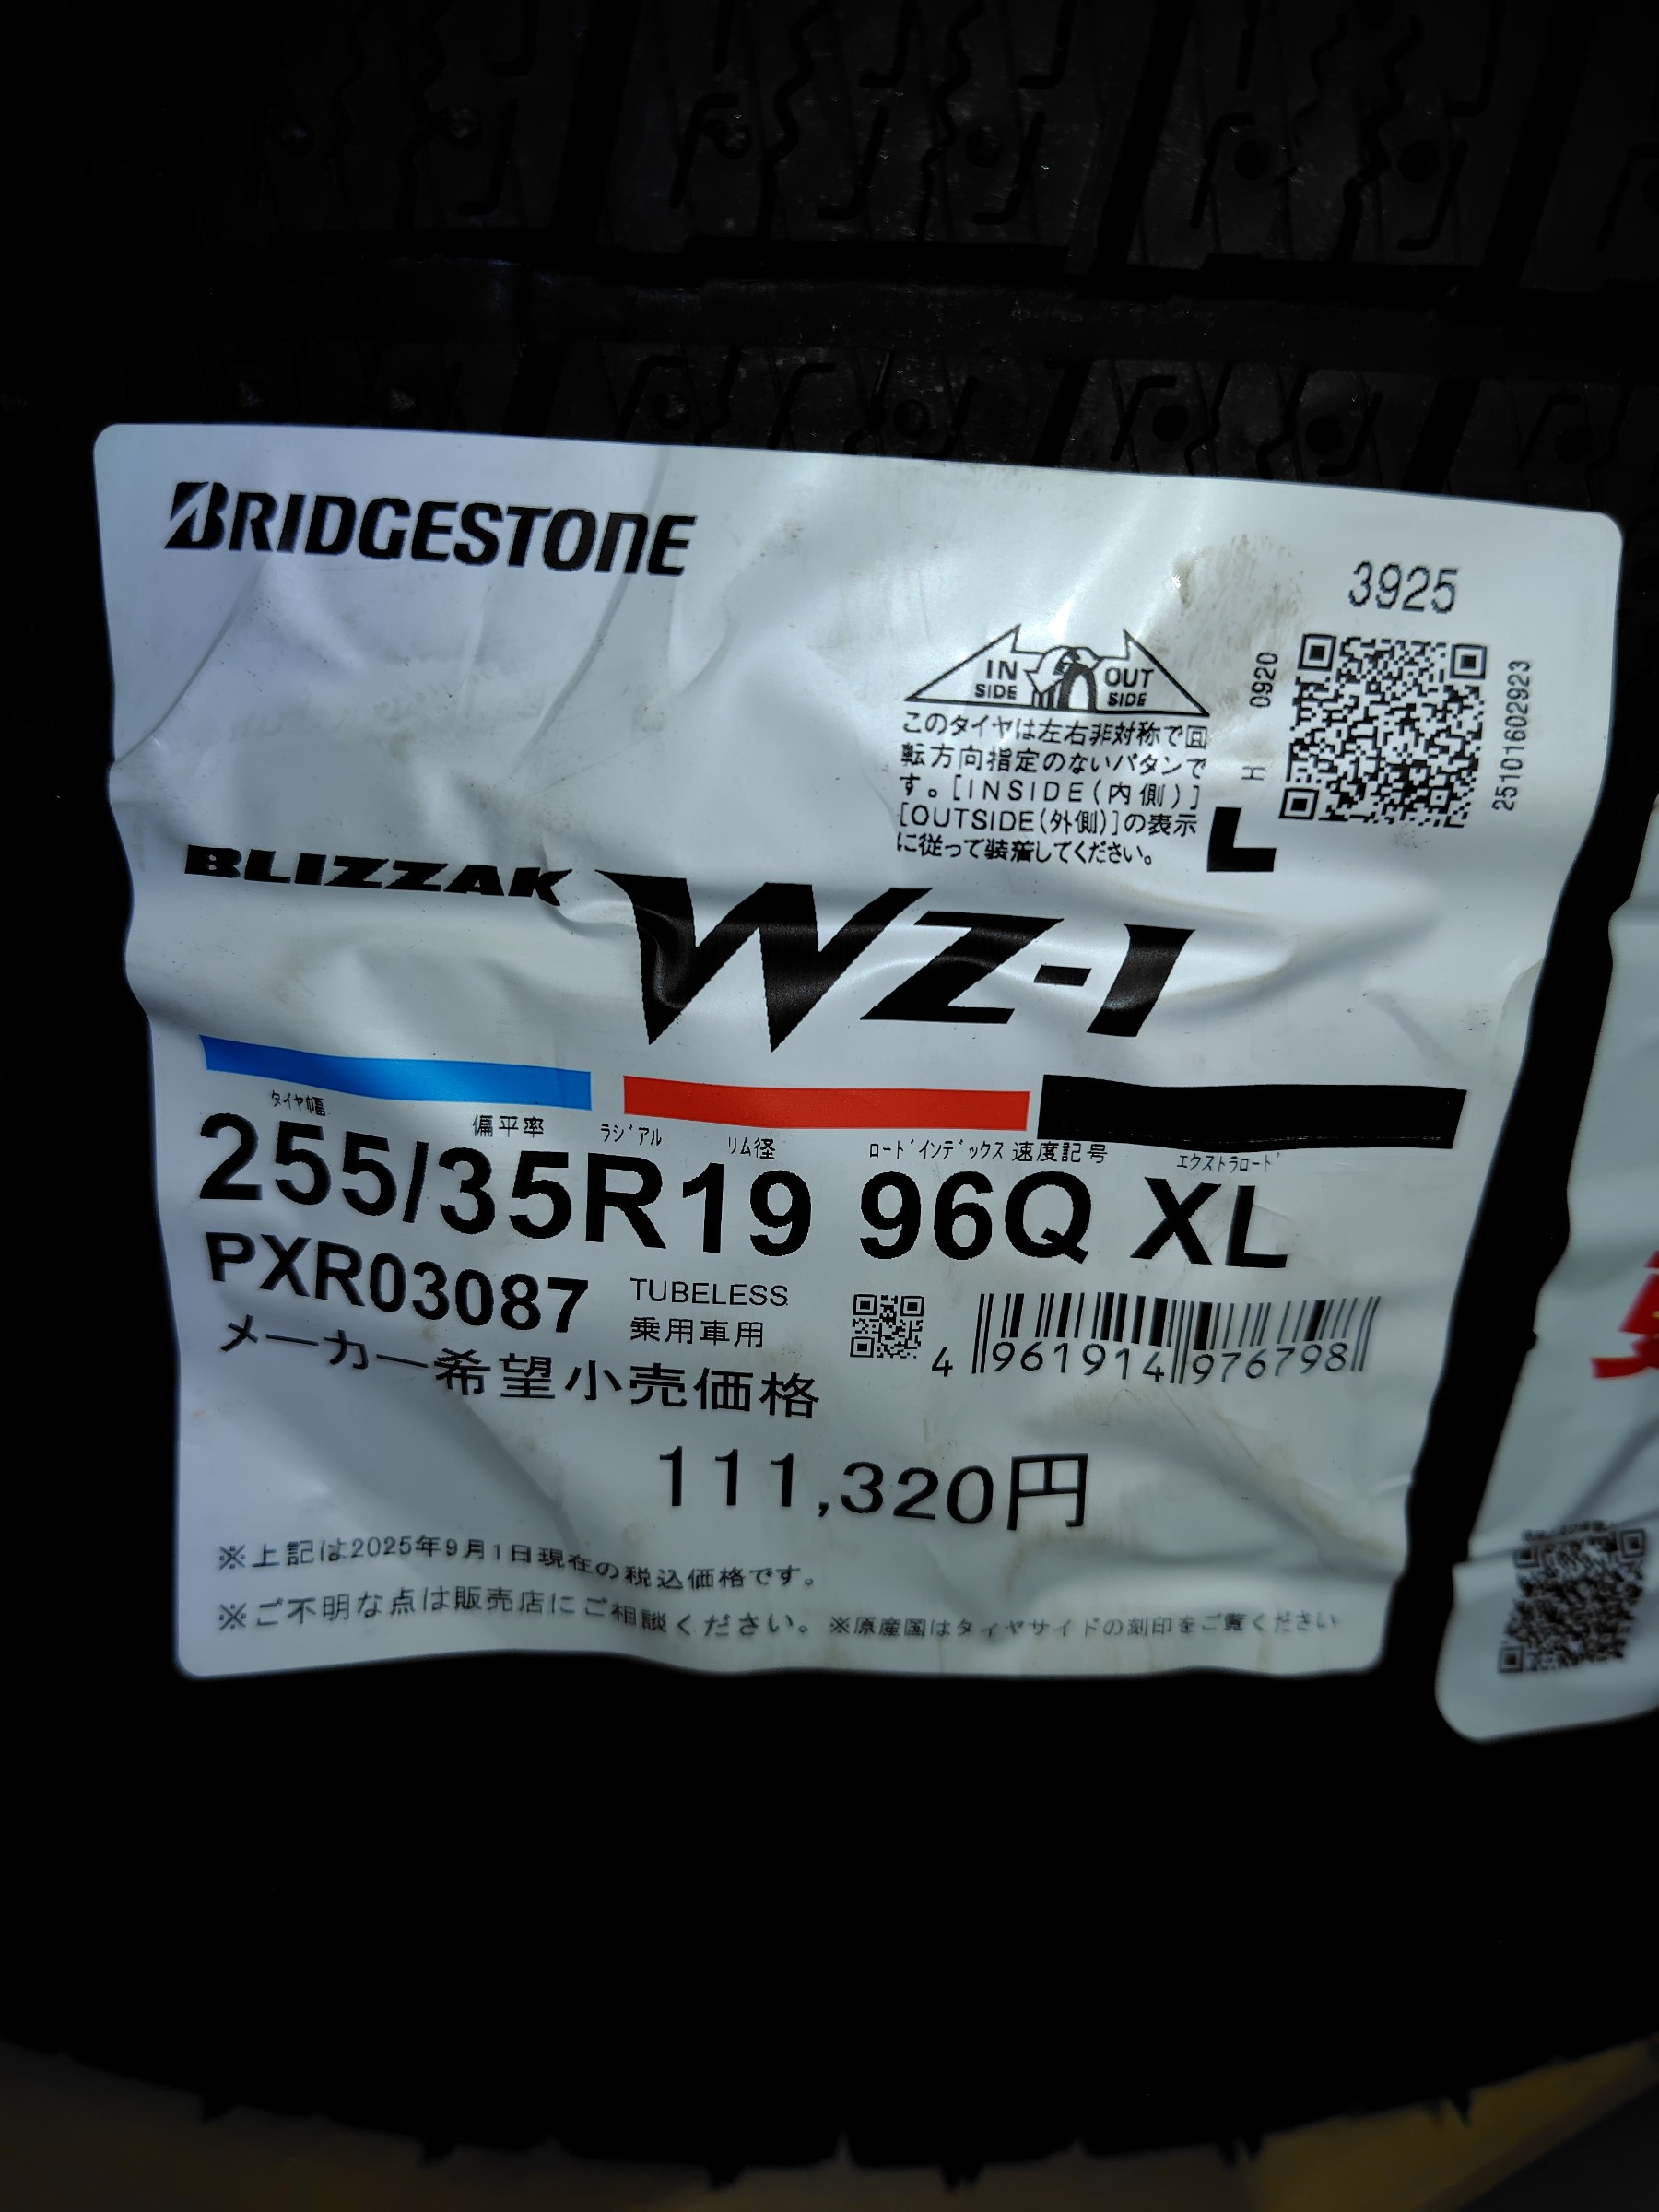 BRIDGESTONE
3925
IN SIDE
OUT SIDE
H 0920
25101602923
このタイヤは左右非対称で回
転方向指定のないパタンで
す。[INSIDE(内側)]
[OUTSIDE(外側)]の表示
に従って装着してください。
L
BLIZZAK WZ-1
タイヤ幅 偏平率 ラジアル リム径 ロードインデックス 速度記号 エクストラロード
255/35R19 96Q XL
PXR03087
TUBELESS
乗用車用
4 961914 976798
メーカー希望小売価格
111,320円
※上記は2025年9月1日現在の税込価格です。
※ご不明な点は販売店にご相談ください。※原産国はタイヤサイドの刻印をご覧ください